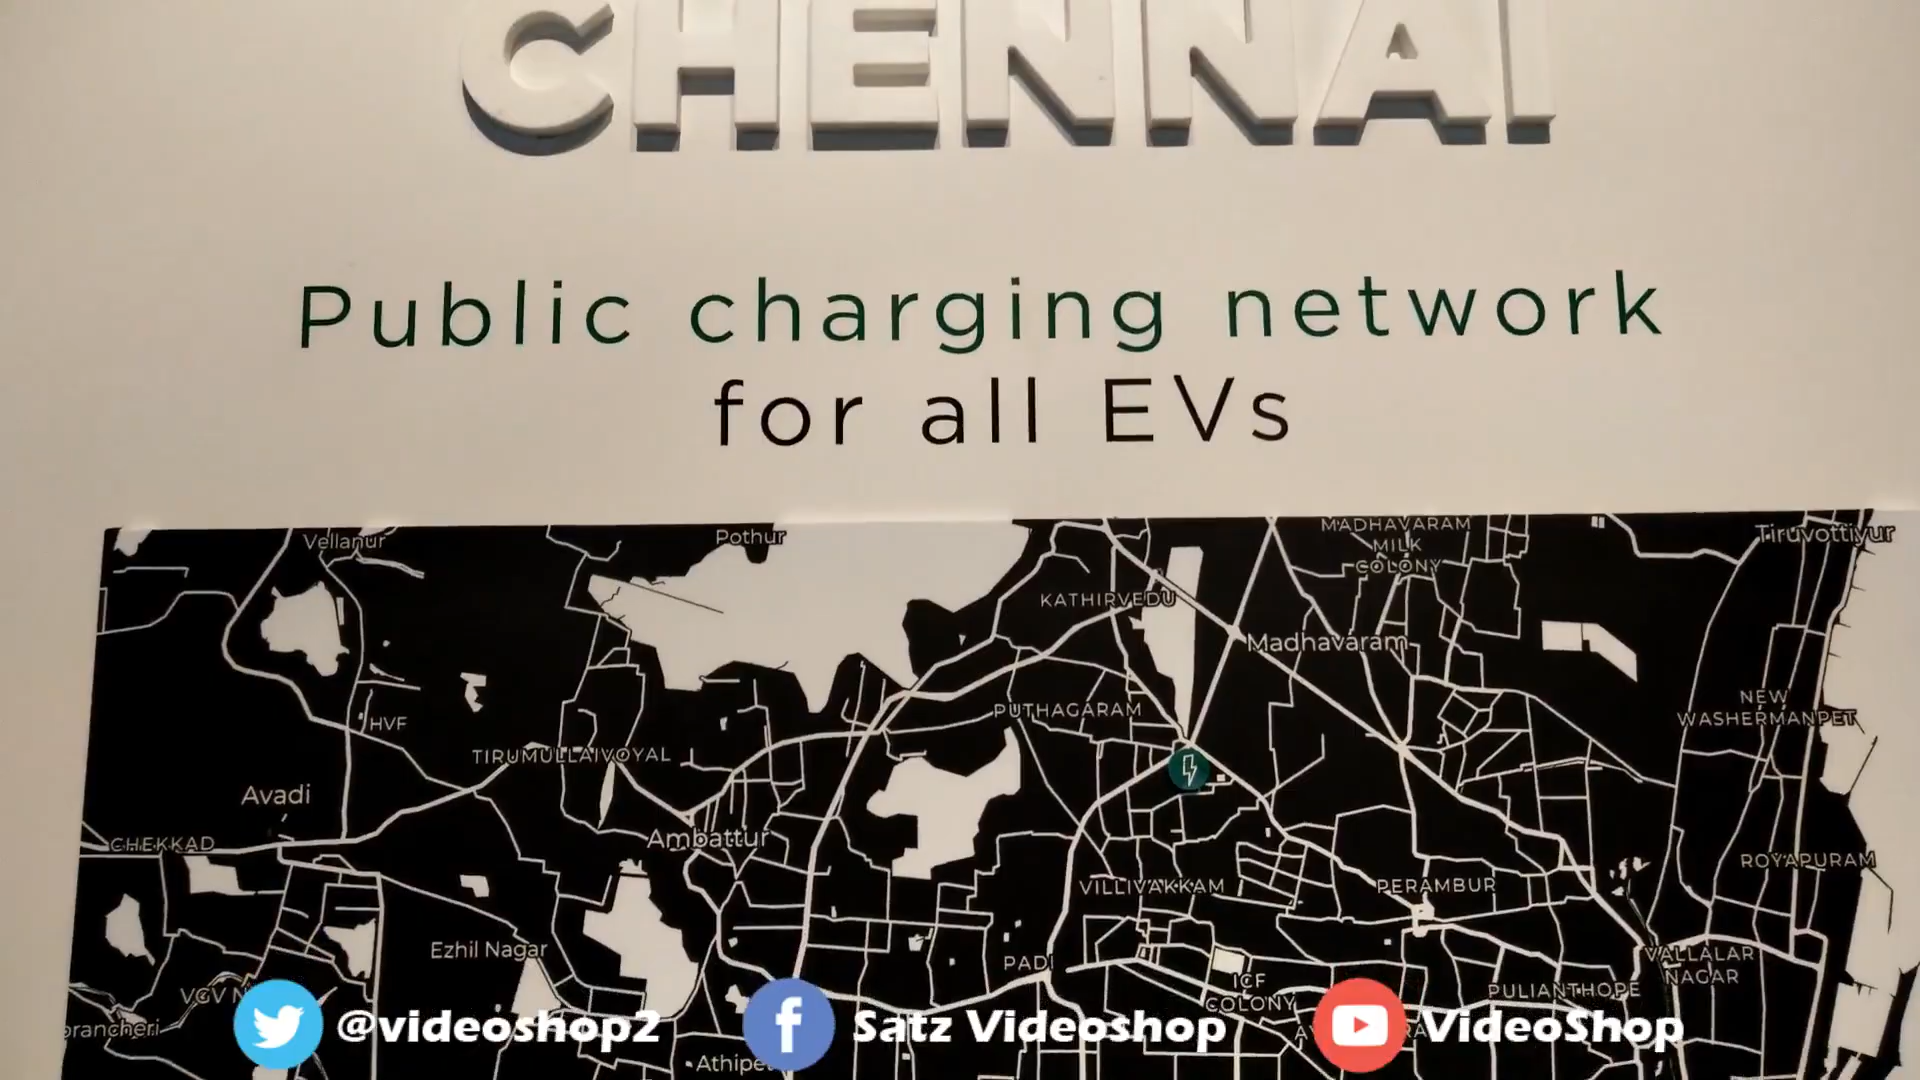 CHENNAI
Public charging network
for all EVs
Vellanur
Pothur
MADHAVARAM
MILK
COLONY
Tiruvottiyur
KATHIRVEDU
Madhavaram
NEW
WASHERMANPET
PUTHAGARAM
HVF
TIRUMULLAIVOYAL
Avadi
Ambattur
CHEKKAD
ROYAPURAM
VILLIVAKKAM
PERAMBUR
Ezhil Nagar
PADI
VALLALAR
NAGAR
ICF
COLONY
PULIANTHOPE
VGV
@videoshop2
Satz Videoshop
VideoShop